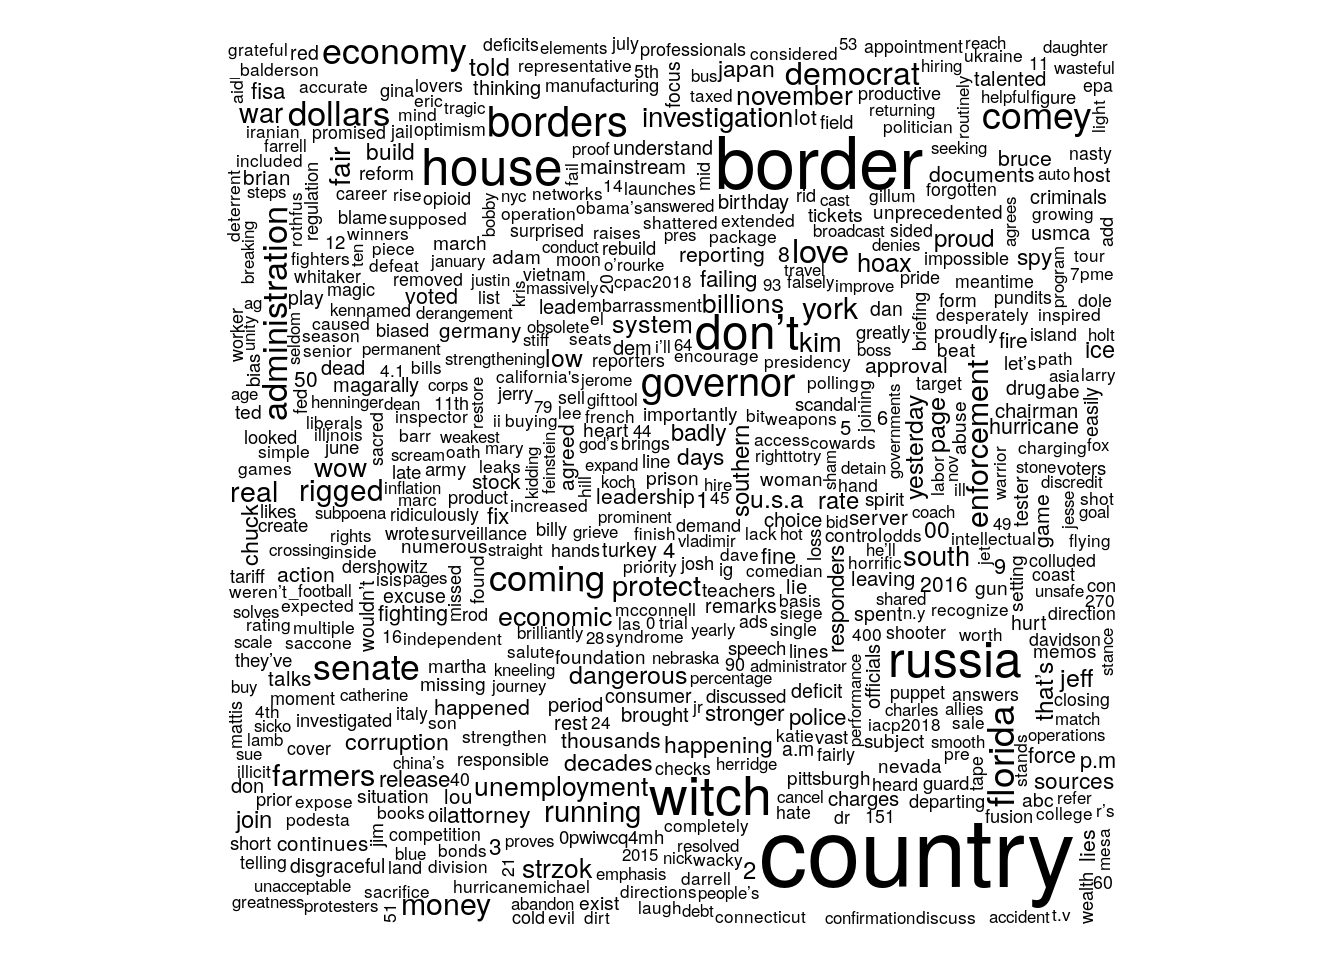 grateful red economy deficits elements july professionals considered 53 appointment reach ukraine daughter
balderson told representative 5th focus bus japan democrat hiring talented 11 wasteful
aid fisa accurate gina lovers thinking manufacturing taxed november productive routinely helpful figure epa
war dollars eric mind tragic borders investigation lot field returning politician comey light
iranian promised jail optimism
farrell fair build house proof understand border seeking bruce nasty
included brian reform fail mainstream mid documents auto host
deterrent steps rothfus regulation career rise opioid bobby nyc networks 14 launches birthday rid cast gillum forgotten criminals
administration blame supposed operation obama's answered tickets unprecedented agrees growing add
winners surprised raises shattered extended broadcast sided usmca
breaking fighters 12 ten piece march adam conduct rebuild pres package reporting 8 love denies proud impossible spy tour
whitaker defeat january moon o'rourke travel hoax program 7pme
magic removed justin kris vietnam massively 20 cpac2018 failing 93 falsely improve pride meantime
ag play kennamed voted list lead embarrassment billions york dan briefing form pundits dole
worker unity seldom caused derangement obsolete el system don't kim greatly proudly desperately inspired
season biased germany stiff seats dem i'll 64 boss beat fire island holt
bias senior permanent strengthening low reporters encourage presidency approval let's path ice
dead 4.1 bills california's jerome governor polling target enforcement asia larry
age fed 50 magarally corps restore jerry sell gift tool scandal joining governments yesterday page abuse drug abe easily
ted henninger dean 11th 79 lee french importantly bit weapons 5 6 chairman
liberals inspector ii buying heart 44 badly hurricane
looked illinois sacred barr weakest agreed god's brings southern access cowards labor nov charging fox
simple june scream oath mary kidding feinstein expand line days righttotry sham detain warrior stone voters
games wow late army leaks hill koch prison woman hand ill tester discredit
real rigged inflation stock hire leadership 1 45 u.s.a rate spirit game jesse shot
chuck likes subpoena marc product increased prominent choice bid server coach 49 goal
create ridiculously fix demand 00 intellectual
rights wrote surveillance billy grieve finish vladimir lack hot loss control odds flying
crossing inside numerous straight hands turkey 4 dave fine he'll south jet 9 colluded
dershowitz found priority josh ig comedian horrific
tariff action isis pages missed coming protect teachers lie responders leaving 2016 gun setting coast con
weren't _football wouldn't excuse unsafe 270
solves expected fighting rod economic mcconnell remarks basis shared recognize hurt direction
rating multiple las 0 trial ads siege spent n.y
scale saccone 16 independent brilliantly 28 syndrome yearly single 400 shooter worth davidson stance
they've salute foundation nebraska speech lines russia memos
talks senate martha kneeling dangerous 90 administrator performance officials that's jeff
buy missing journey percentage
mattis moment catherine happened period consumer discussed deficit puppet answers closing
4th italy brought jr stronger police charles allies florida match
sicko investigated son rest 24 iacp2018 sale
lamb cover corruption strengthen thousands happening katie vast subject smooth stands operations
sue china's responsible decades checks herridge a.m fairly nevada pre tape force p.m
illicit farmers release 40 unemployment witch pittsburgh heard guard sources
don prior expose situation lou cancel charges departing abc refer
join podesta books oil attorney running hate dr 151 fusion college r's
short continues jim competition 3 proves 0pwiwcq4mh completely country lies mesa
telling disgraceful blue bonds 21 2015 nick resolved wacky
land division strzok emphasis darrell 2 wealth 60
unacceptable sacrifice hurricanemichael directions people's
greatness protesters 51 money abandon exist laugh debt
cold evil dirt connecticut confirmation discuss accident t.v